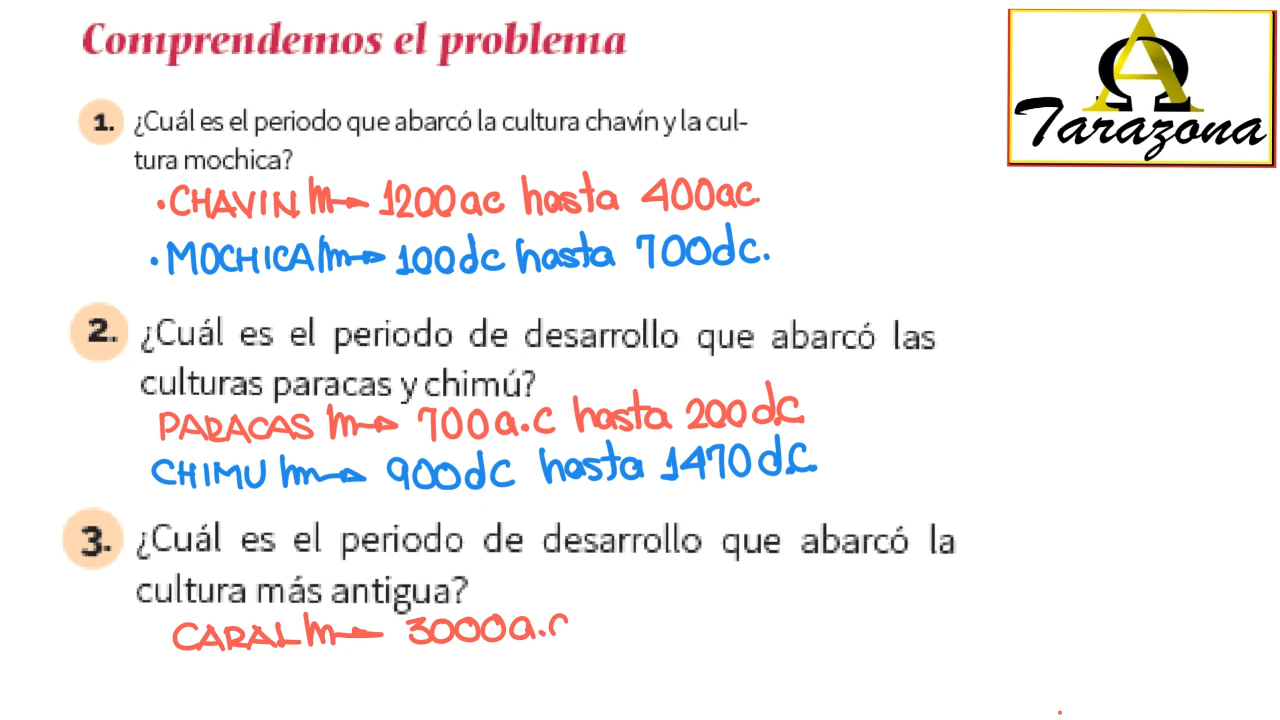 Comprendemos el problema
AΩ
Tarazona
1. ¿Cuál es el periodo que abarcó la cultura chavín y la cul-
tura mochica?
• CHAVIN → 1200ac hasta 400ac.
• MOCHICA → 100dc hasta 700dc.
2. ¿Cuál es el periodo de desarrollo que abarcó las
culturas paracas y chimú?
PARACAS → 700a.C hasta 200d.C
CHIMU → 900dC hasta 1470d.C.
3. ¿Cuál es el periodo de desarrollo que abarcó la
cultura más antigua?
CARAL → 3000a.C